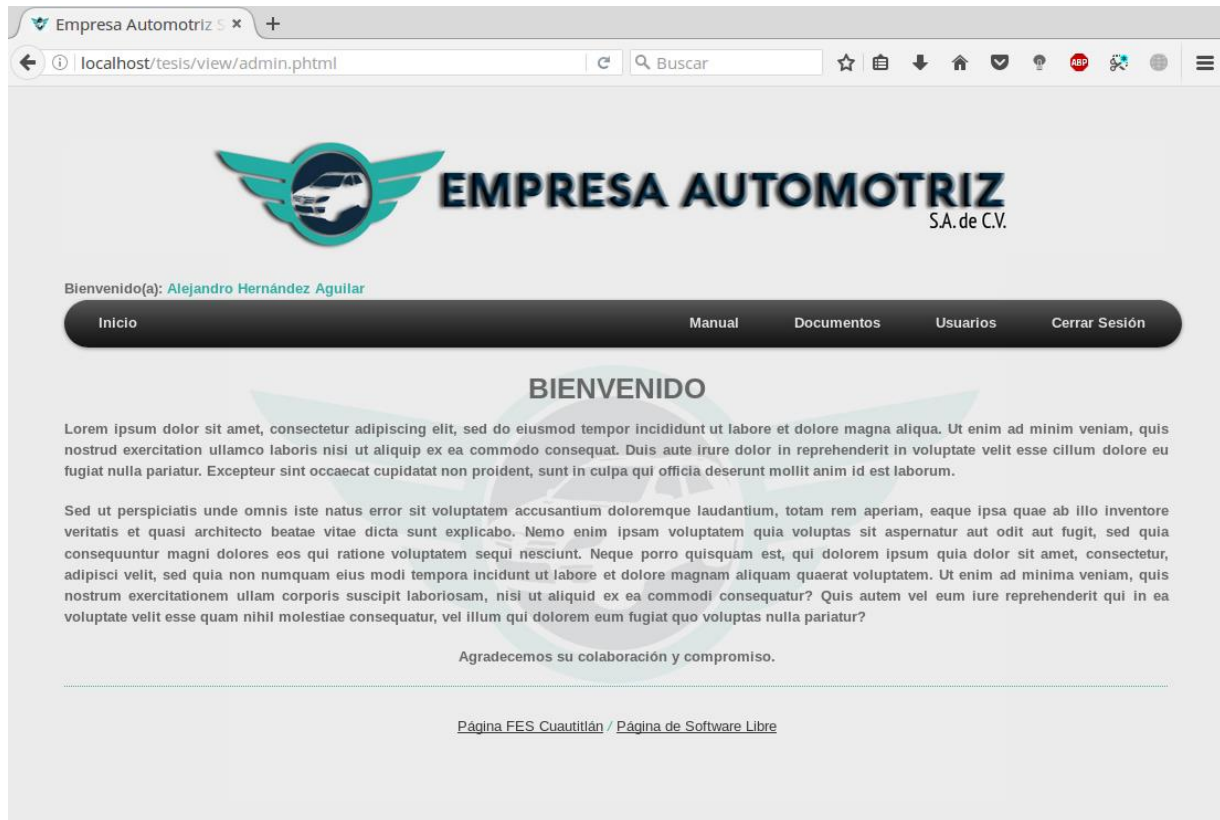 Empresa Automotriz S
localhost/tesis/view/admin.phtml
Buscar
ABP
EMPRESA AUTOMOTRIZ
S.A. de C.V.
Bienvenido(a): Alejandro Hernández Aguilar
Inicio Manual Documentos Usuarios Cerrar Sesión
BIENVENIDO
Lorem ipsum dolor sit amet, consectetur adipiscing elit, sed do eiusmod tempor incididunt ut labore et dolore magna aliqua. Ut enim ad minim veniam, quis
nostrud exercitation ullamco laboris nisi ut aliquip ex ea commodo consequat. Duis aute irure dolor in reprehenderit in voluptate velit esse cillum dolore eu
fugiat nulla pariatur. Excepteur sint occaecat cupidatat non proident, sunt in culpa qui officia deserunt mollit anim id est laborum.
Sed ut perspiciatis unde omnis iste natus error sit voluptatem accusantium doloremque laudantium, totam rem aperiam, eaque ipsa quae ab illo inventore
veritatis et quasi architecto beatae vitae dicta sunt explicabo. Nemo enim ipsam voluptatem quia voluptas sit aspernatur aut odit aut fugit, sed quia
consequuntur magni dolores eos qui ratione voluptatem sequi nesciunt. Neque porro quisquam est, qui dolorem ipsum quia dolor sit amet, consectetur,
adipisci velit, sed quia non numquam eius modi tempora incidunt ut labore et dolore magnam aliquam quaerat voluptatem. Ut enim ad minima veniam, quis
nostrum exercitationem ullam corporis suscipit laboriosam, nisi ut aliquid ex ea commodi consequatur? Quis autem vel eum iure reprehenderit qui in ea
voluptate velit esse quam nihil molestiae consequatur, vel illum qui dolorem eum fugiat quo voluptas nulla pariatur?
Agradecemos su colaboración y compromiso.
Página FES Cuautitlán / Página de Software Libre